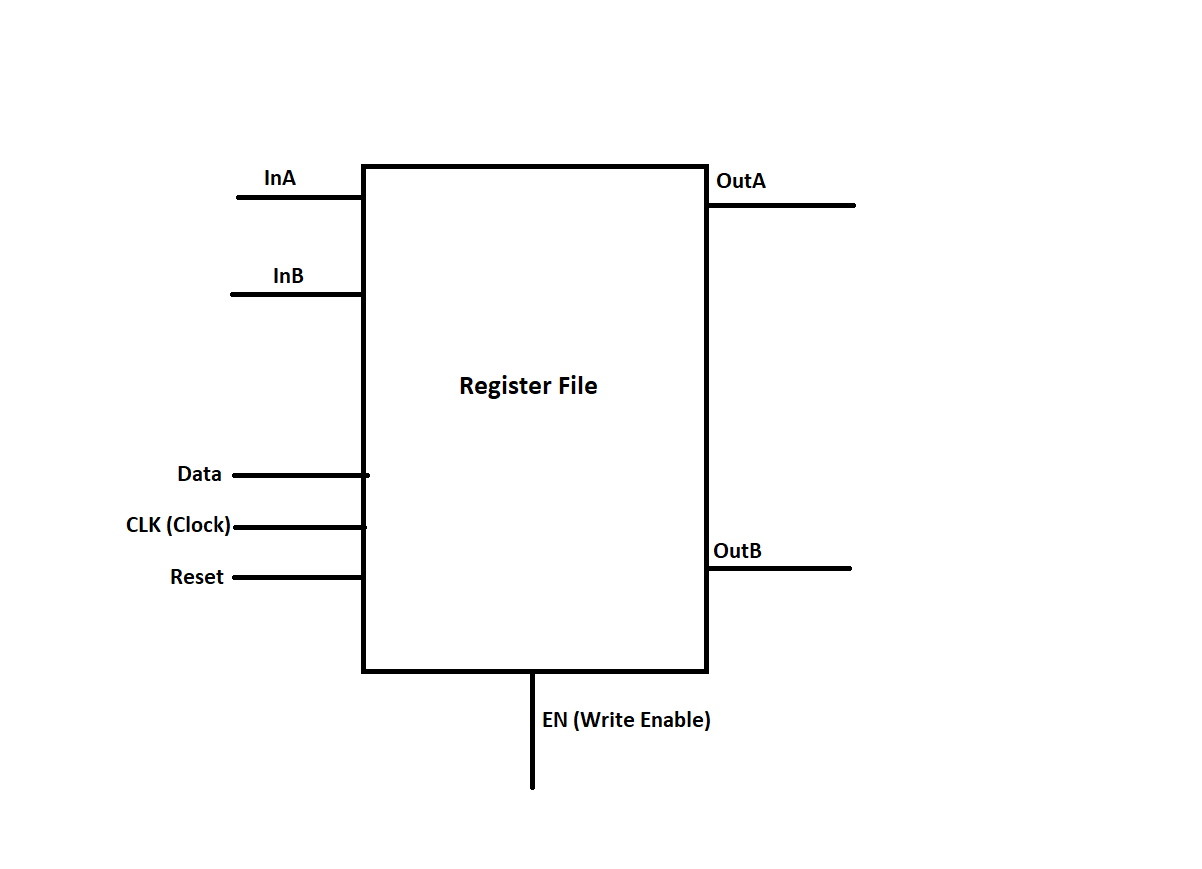 InA
OutA
InB
Register File
Data
CLK (Clock)
OutB
Reset
EN (Write Enable)